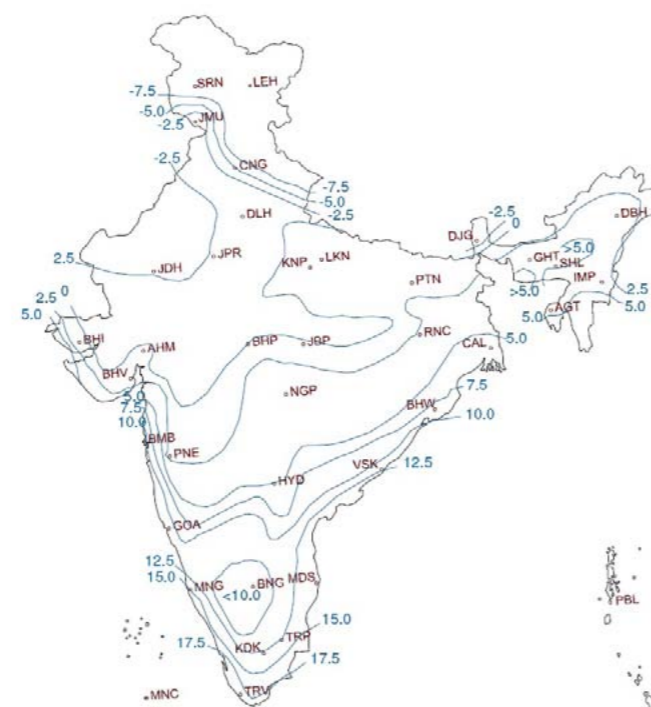 SRN
LEH
-7.5
-5.0
JMU
-2.5
-2.5
CNG
-7.5
-5.0
-2.5
DLH
-2.5
0
DBH
DJG
2.5
JDH
JPR
KNP
LKN
GHT
>5.0
SHL
PTN
>5.0
IMP
2.5
5.0
0
2.5
5.0
5.0
AGT
BHI
AHM
BHP
JBP
RNC
CAL
5.0
BHV
NGP
7.5
5.0
7.5
10.0
BHW
10.0
BMB
PNE
VSK
12.5
HYD
GOA
12.5
15.0
MNG
BNG
MDS
<10.0
PBL
15.0
17.5
KDK
TRP
17.5
MNC
TRV